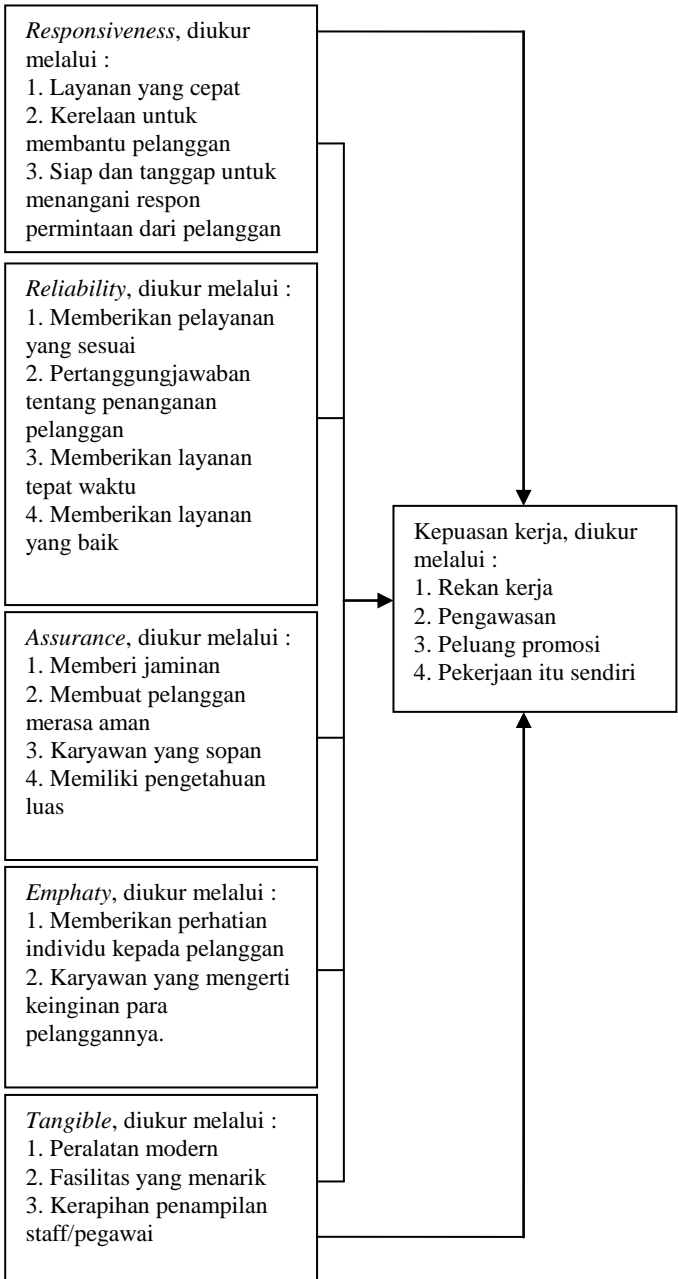 Responsiveness, diukur
melalui :
1. Layanan yang cepat
2. Kerelaan untuk
membantu pelanggan
3. Siap dan tanggap untuk
menangani respon
permintaan dari pelanggan
Reliability, diukur melalui :
1. Memberikan pelayanan
yang sesuai
2. Pertanggungjawaban
tentang penanganan
pelanggan
3. Memberikan layanan
tepat waktu
4. Memberikan layanan
yang baik
Kepuasan kerja, diukur
melalui :
1. Rekan kerja
2. Pengawasan
3. Peluang promosi
4. Pekerjaan itu sendiri
Assurance, diukur melalui :
1. Memberi jaminan
2. Membuat pelanggan
merasa aman
3. Karyawan yang sopan
4. Memiliki pengetahuan
luas
Emphaty, diukur melalui :
1. Memberikan perhatian
individu kepada pelanggan
2. Karyawan yang mengerti
keinginan para
pelanggannya.
Tangible, diukur melalui :
1. Peralatan modern
2. Fasilitas yang menarik
3. Kerapihan penampilan
staff/pegawai